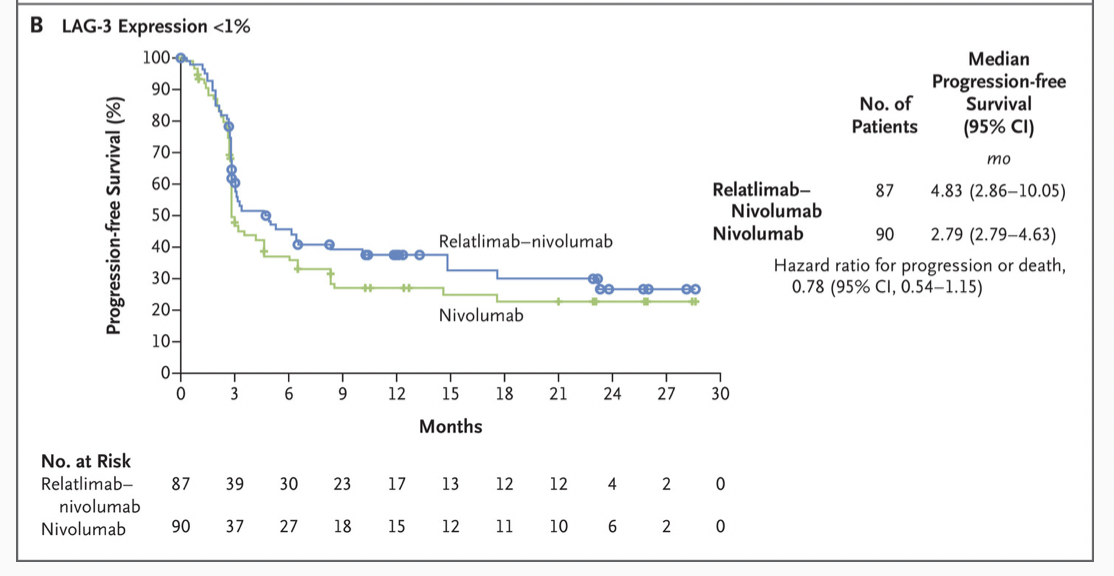 B LAG-3 Expression <1%
Progression-free Survival (%)
100
90
80
70
60
50
40
30
20
10
0
Relatlimab–nivolumab
Nivolumab
0 3 6 9 12 15 18 21 24 27 30
Months
No. of
Patients
Median
Progression-free
Survival
(95% CI)
mo
Relatlimab–
Nivolumab 87 4.83 (2.86–10.05)
Nivolumab 90 2.79 (2.79–4.63)
Hazard ratio for progression or death,
0.78 (95% CI, 0.54–1.15)
No. at Risk
Relatlimab–
nivolumab 87 39 30 23 17 13 12 12 4 2 0
Nivolumab 90 37 27 18 15 12 11 10 6 2 0